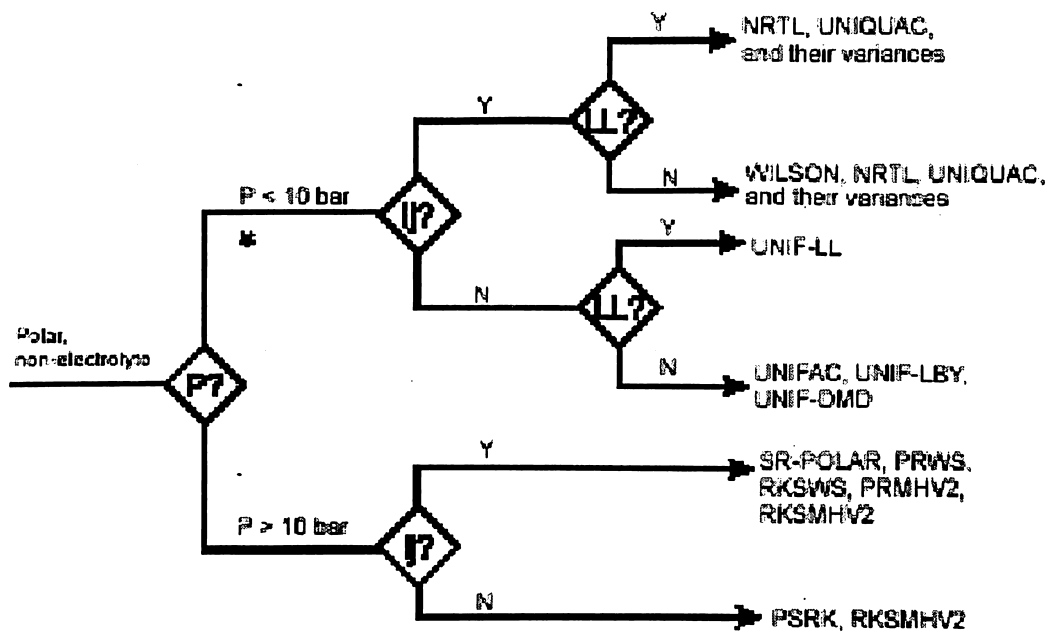 Y
NRTL, UNIQUAC,
and their variances
LL?
Y
N
WILSON, NRTL, UNIQUAC,
and their variances
P < 10 bar
*
ij?
Y
UNIF-LL
N
LL?
Polar,
non-electrolyte
P?
N
UNIFAC, UNIF-LBY,
UNIF-DMD
Y
SR-POLAR, PRWS,
RKSWS, PRMHV2,
RKSMHV2
P > 10 bar
ij?
N
PSRK, RKSMHV2